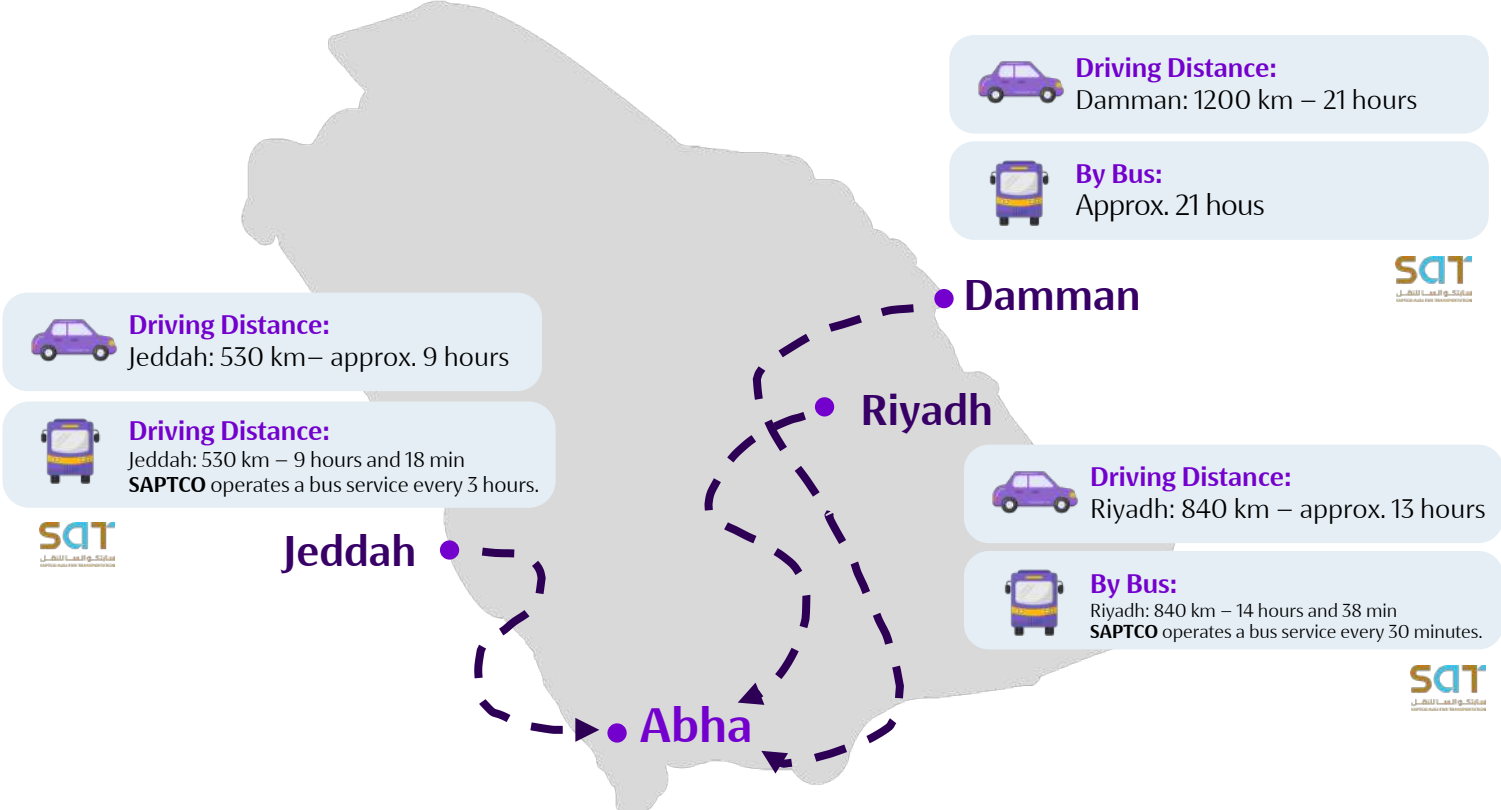 Driving Distance:
Damman: 1200 km – 21 hours
By Bus:
Approx. 21 hous
sat
Damman
Driving Distance:
Jeddah: 530 km– approx. 9 hours
Driving Distance:
Jeddah: 530 km – 9 hours and 18 min
SAPTCO operates a bus service every 3 hours.
sat
Jeddah
Riyadh
Driving Distance:
Riyadh: 840 km – approx. 13 hours
By Bus:
Riyadh: 840 km – 14 hours and 38 min
SAPTCO operates a bus service every 30 minutes.
sat
Abha